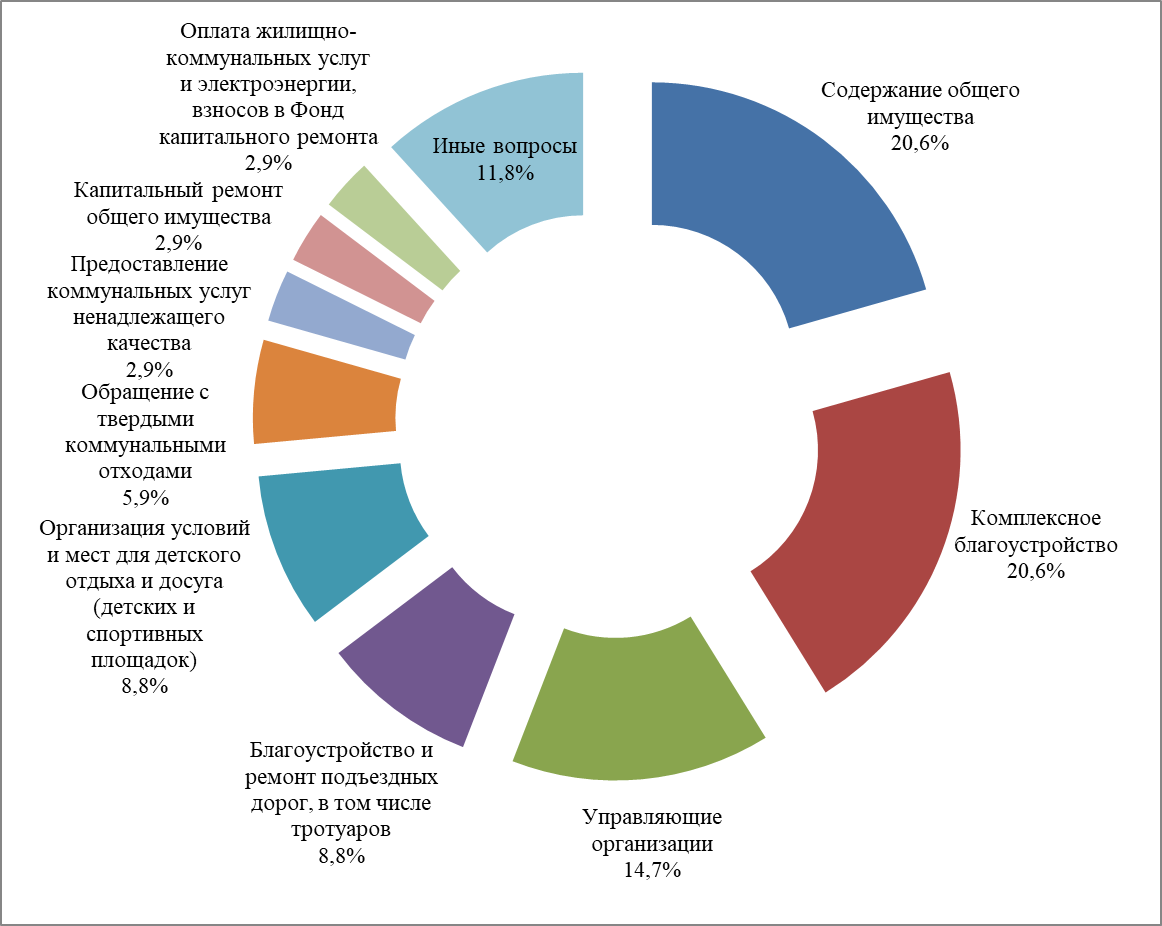 Оплата жилищно-
коммунальных услуг
и электроэнергии,
взносов в Фонд
капитального ремонта
2,9%
Иные вопросы
11,8%
Содержание общего
имущества
20,6%
Капитальный ремонт
общего имущества
2,9%
Предоставление
коммунальных услуг
ненадлежащего
качества
2,9%
Обращение с
твердыми
коммунальными
отходами
5,9%
Организация условий
и мест для детского
отдыха и досуга
(детских и
спортивных
площадок)
8,8%
Комплексное
благоустройство
20,6%
Благоустройство и
ремонт подъездных
дорог, в том числе
тротуаров
8,8%
Управляющие
организации
14,7%